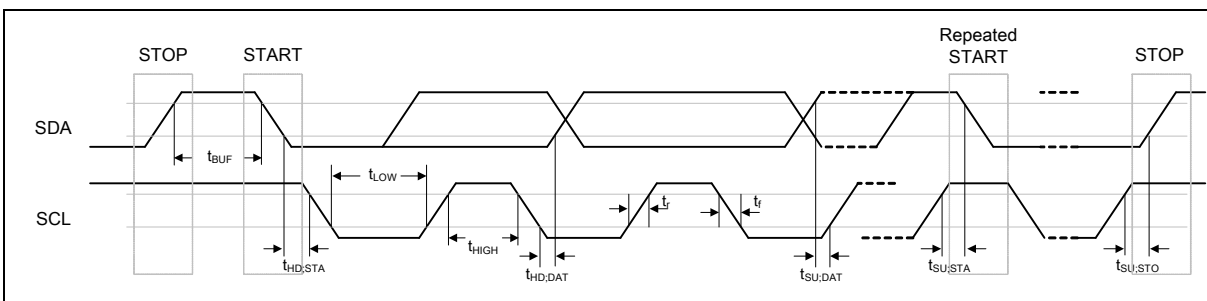 STOP
START
Repeated
START
STOP
SDA
tBUF
tLOW
SCL
tr
tf
tHIGH
tHD;STA
tHD;DAT
tSU;DAT
tSU;STA
tSU;STO